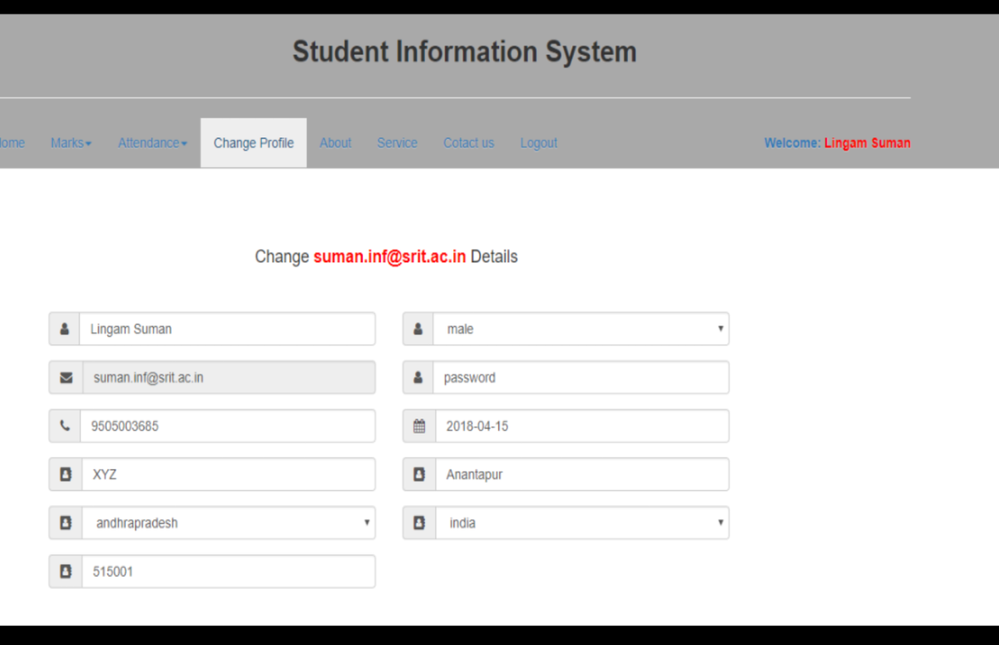 Student Information System
ome Marks Attendance Change Profile About Service Cotact us Logout Welcome: Lingam Suman
Change suman.inf@srit.ac.in Details
Lingam Suman male
suman.inf@srit.ac.in password
9505003685 2018-04-15
XYZ Anantapur
andhrapradesh india
515001